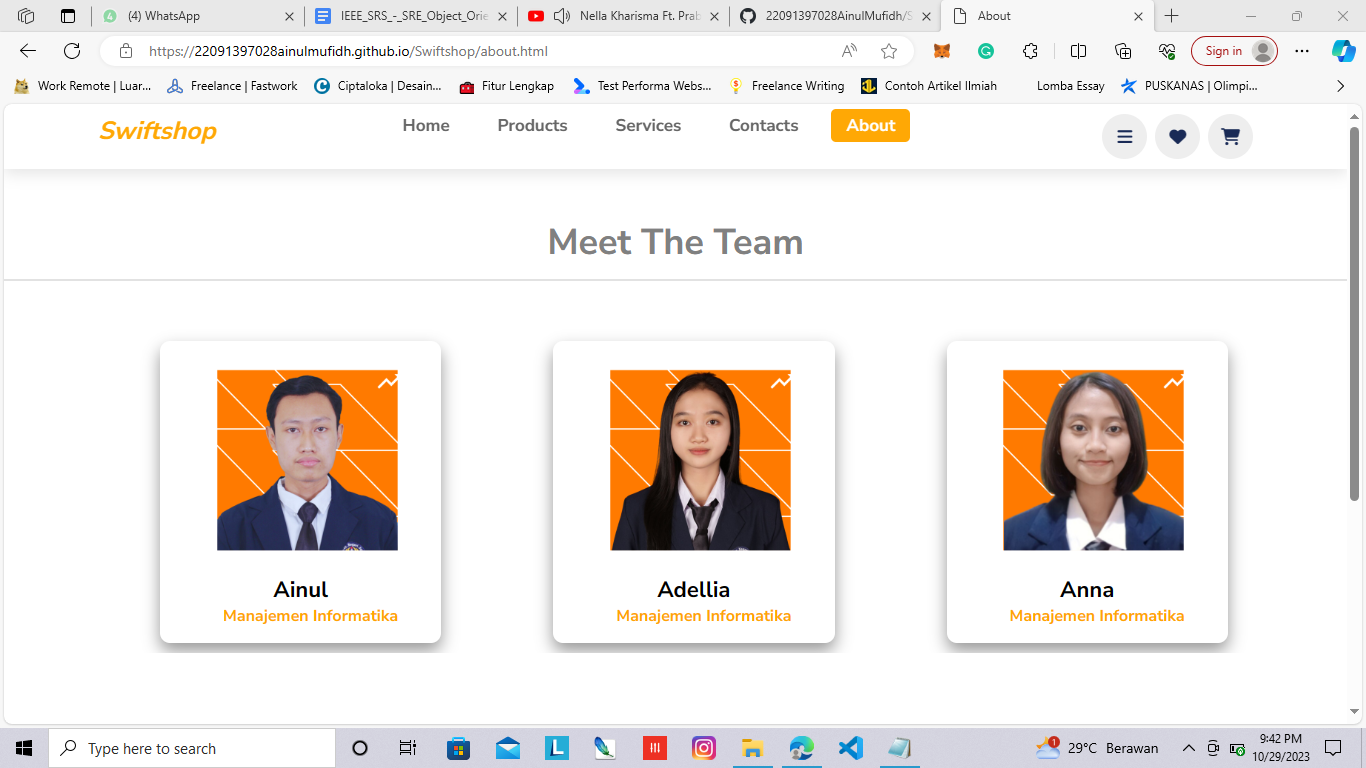 (4) WhatsApp
IEEE_SRS_-_SRE_Object_Orie
Nella Kharisma Ft. Prab
22091397028AinulMufidh/S
About
https://22091397028ainulmufidh.github.io/Swiftshop/about.html
Sign in
Work Remote | Luar...
Freelance | Fastwork
Ciptaloka | Desain...
Fitur Lengkap
Test Performa Webs...
Freelance Writing
Contoh Artikel Ilmiah
Lomba Essay
PUSKANAS | Olimpi...
Swiftshop
Home
Products
Services
Contacts
About
Meet The Team
Ainul
Manajemen Informatika
Adellia
Manajemen Informatika
Anna
Manajemen Informatika
Type here to search
1
29°C Berawan
9:42 PM
10/29/2023